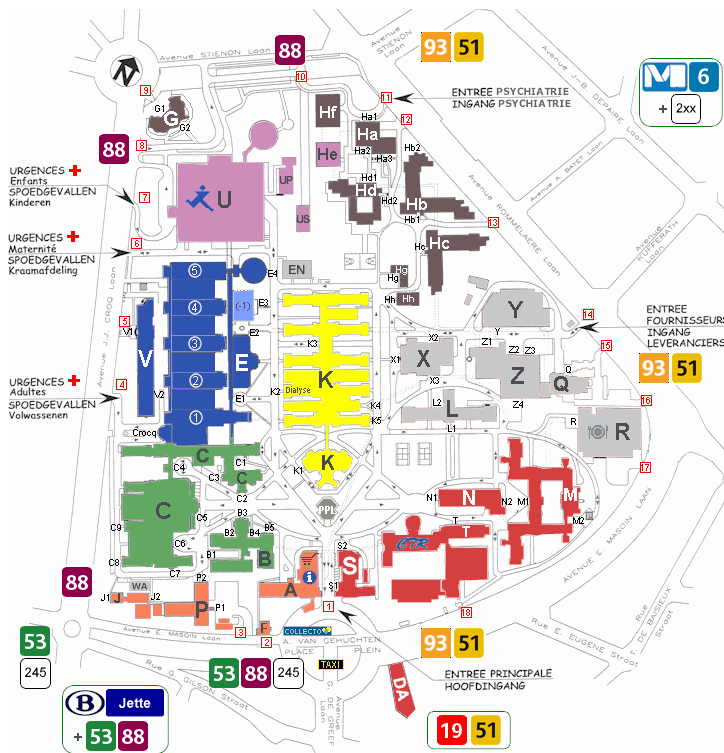 Avenue STIENON Laan
88
Avenue STIENON Laan
93 51
M 6
+ 2xx
N
9
10
11
ENTREE PSYCHIATRIE
INGANG PSYCHIATRIE
Avenue J-B. DEPAIRE Laan
G1
G
G2
Hf
Ha1
Ha
Ha2
Ha3
12
8
88
He
Hb2
Avenue A. BAYET Laan
URGENCES +
Enfants
SPOEDGEVALLEN
Kinderen
7
U
UP
US
Hd1
Hd
Hd2
Hb
Hb1
13
Avenue ROMMELAERE Laan
Avenue KUFFERATH Laan
URGENCES +
Maternité
SPOEDGEVALLEN
Kraamafdeling
6
Hc
Hc
5
E4
EN
Hg
Hg
Hh
Hh
Avenue J.J. CROCQ Laan
4
(-1)
E3
Y
Y
14
ENTREE
FOURNISSEURS
INGANG
LEVERANCIERS
15
5
V1
V
3
E2
E
K3
K
X2
X1
X
X3
Z1
Z2
Z3
Z
Z4
Q
Q
93 51
URGENCES +
Adultes
SPOEDGEVALLEN
Volwassenen
4
V2
2
E1
K2
Dialyse
K4
K5
L2
L
L1
16
R
R
17
1
Crocq
C
C4
C1
C3
C
C2
K1
K
PPL
N1
N
N2
M1
M
M2
C
C9
C5
C6
C8
C7
B3
B2
B4
B5
B1
B
T
T
CTR
S2
S
S1
88
WA
J1
J
J2
P2
P
P1
A
i
F
1
2
3
18
Avenue E. MASOIN Laan
AVENUE E. MASOIN LAAN
COLLECTO
A. VAN GEHUCHTEN
PLACE PLEIN
TAXI
93 51
Rue E. EUGENE Straat
Rue T. DE BAISIEUX Straat
53
245
53 88 245
Rue G. GILSON Straat
Avenue G. DE GREEF Laan
ENTREE PRINCIPALE
HOOFDINGANG
DA
B Jette
+ 53 88
19 51